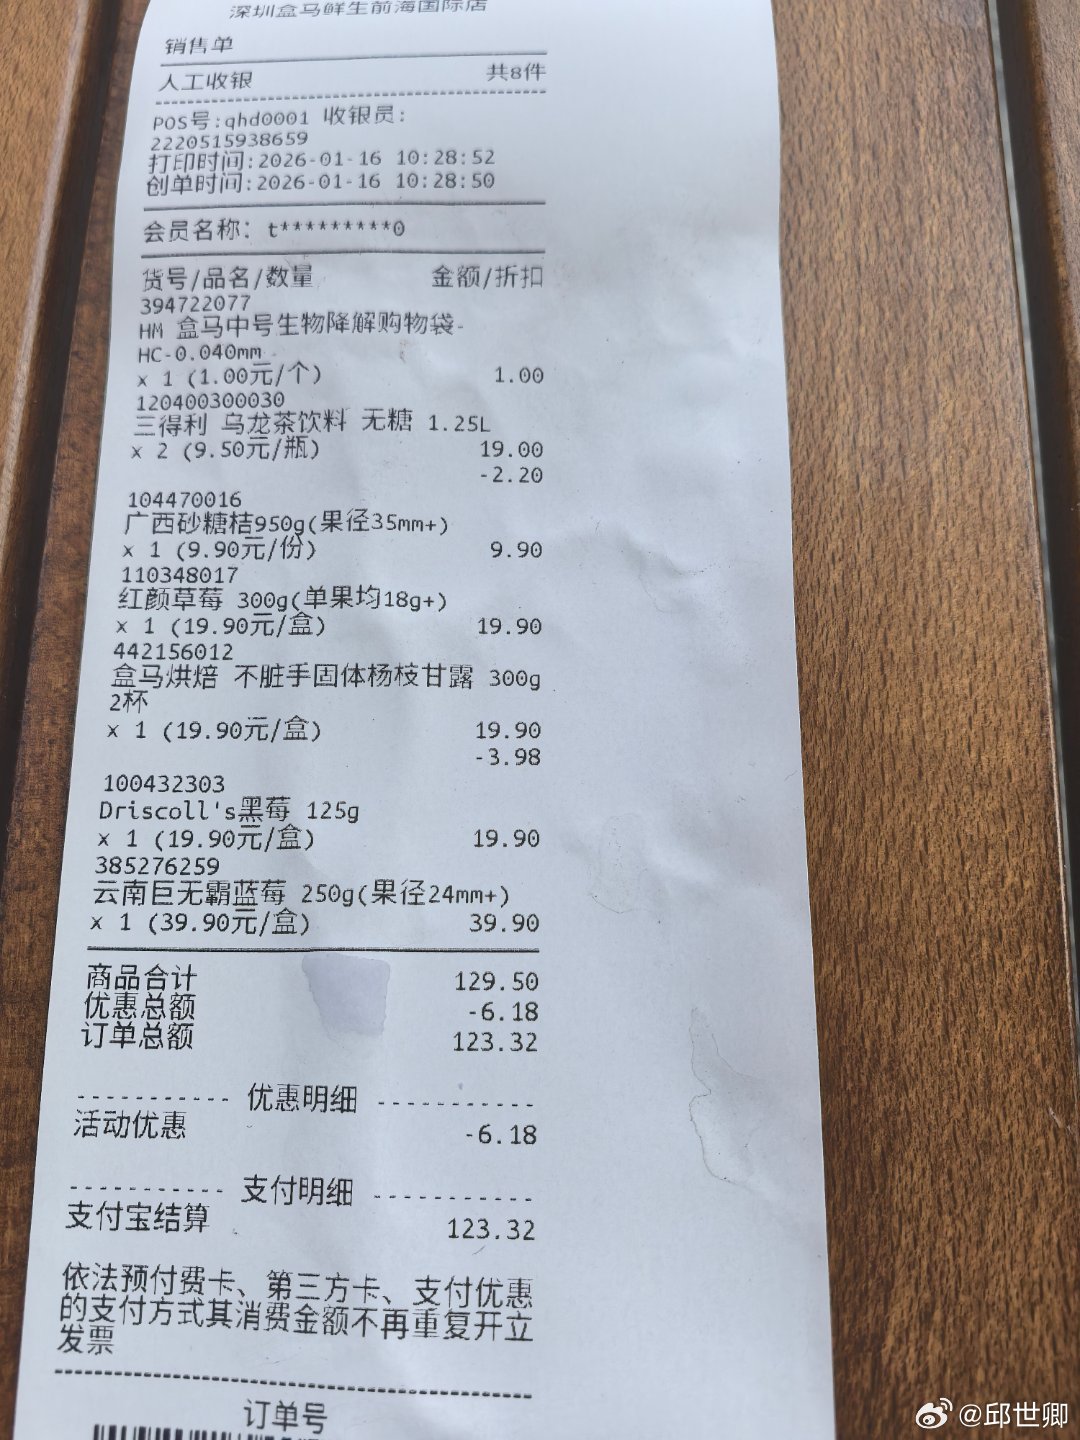 深圳盒马鲜生前海国际店
销售单
人工收银 共8件
POS号:qhd0001 收银员:
2220515938659
打印时间:2026-01-16 10:28:52
创单时间:2026-01-16 10:28:50
会员名称: t*********0
货号/品名/数量 金额/折扣
394722077
HM 盒马中号生物降解购物袋-
HC-0.040mm
x 1 (1.00元/个) 1.00
120400300030
三得利 乌龙茶饮料 无糖 1.25L
x 2 (9.50元/瓶) 19.00
-2.20
104470016
广西砂糖桔950g(果径35mm+)
x 1 (9.90元/份) 9.90
110348017
红颜草莓 300g(单果均18g+)
x 1 (19.90元/盒) 19.90
442156012
盒马烘焙 不脏手固体杨枝甘露 300g
2杯
x 1 (19.90元/盒) 19.90
-3.98
100432303
Driscoll's黑莓 125g
x 1 (19.90元/盒) 19.90
385276259
云南巨无霸蓝莓 250g(果径24mm+)
x 1 (39.90元/盒) 39.90
商品合计 129.50
优惠总额 -6.18
订单总额 123.32
----------- 优惠明细 -----------
活动优惠 -6.18
----------- 支付明细 -----------
支付宝结算 123.32
依法预付费卡、第三方卡、支付优惠
的支付方式其消费金额不再重复开立
发票
订单号
@邱世卿